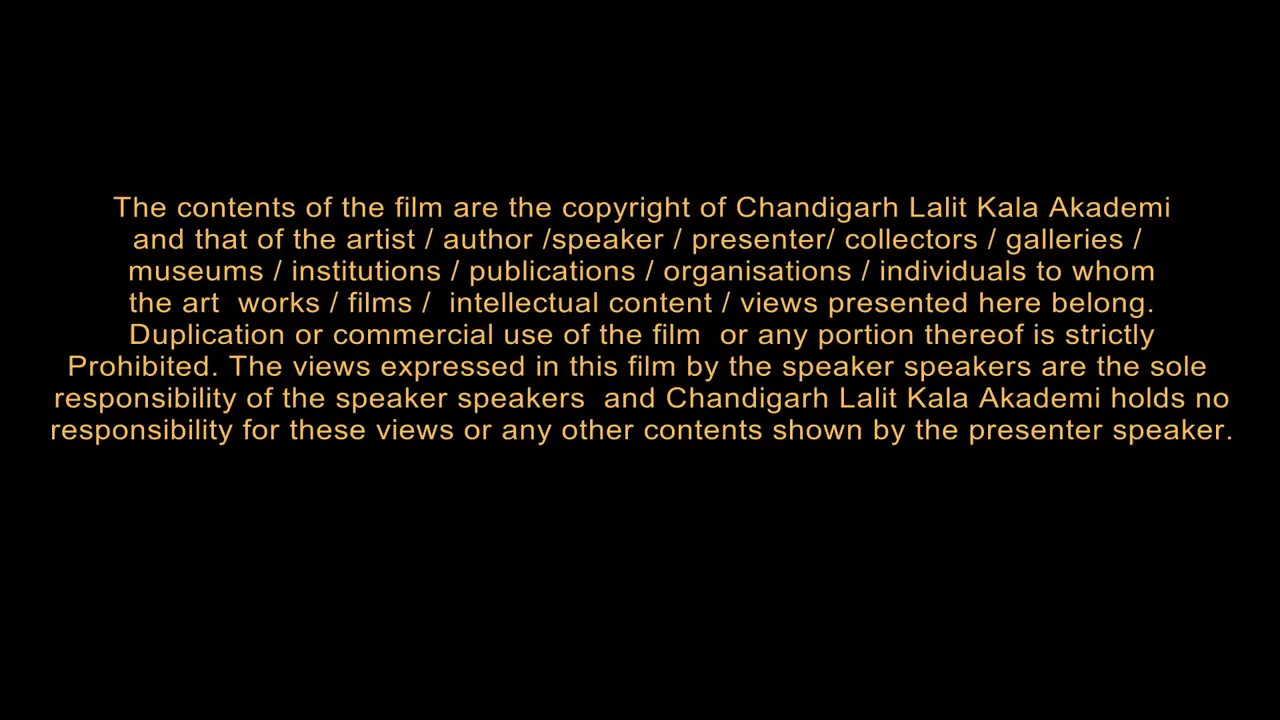 The contents of the film are the copyright of Chandigarh Lalit Kala Akademi
and that of the artist / author /speaker / presenter/ collectors / galleries /
museums / institutions / publications / organisations / individuals to whom
the art  works / films /  intellectual content / views presented here belong.
Duplication or commercial use of the film  or any portion thereof is strictly
Prohibited. The views expressed in this film by the speaker speakers are the sole
responsibility of the speaker speakers  and Chandigarh Lalit Kala Akademi holds no
responsibility for these views or any other contents shown by the presenter speaker.